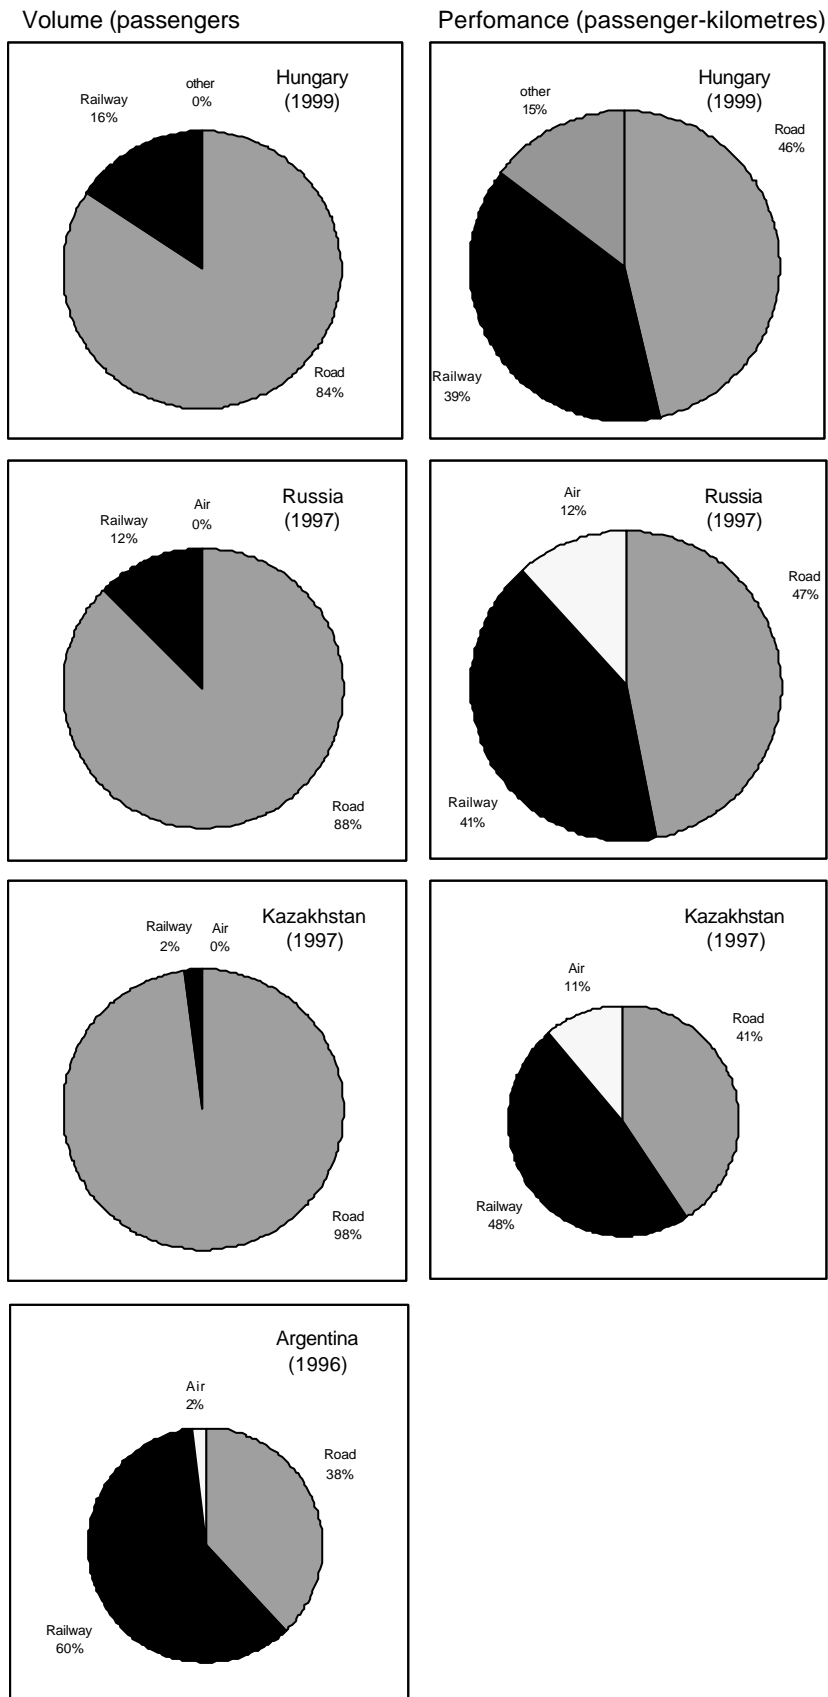 Volume (passengers
Perfomance (passenger-kilometres)
Hungary
(1999)
other
0%
Railway
16%
Road
84%
Hungary
(1999)
other
15%
Road
46%
Railway
39%
Russia
(1997)
Air
0%
Railway
12%
Road
88%
Russia
(1997)
Air
12%
Road
47%
Railway
41%
Kazakhstan
(1997)
Railway
2%
Air
0%
Road
98%
Kazakhstan
(1997)
Air
11%
Road
41%
Railway
48%
Argentina
(1996)
Air
2%
Road
38%
Railway
60%